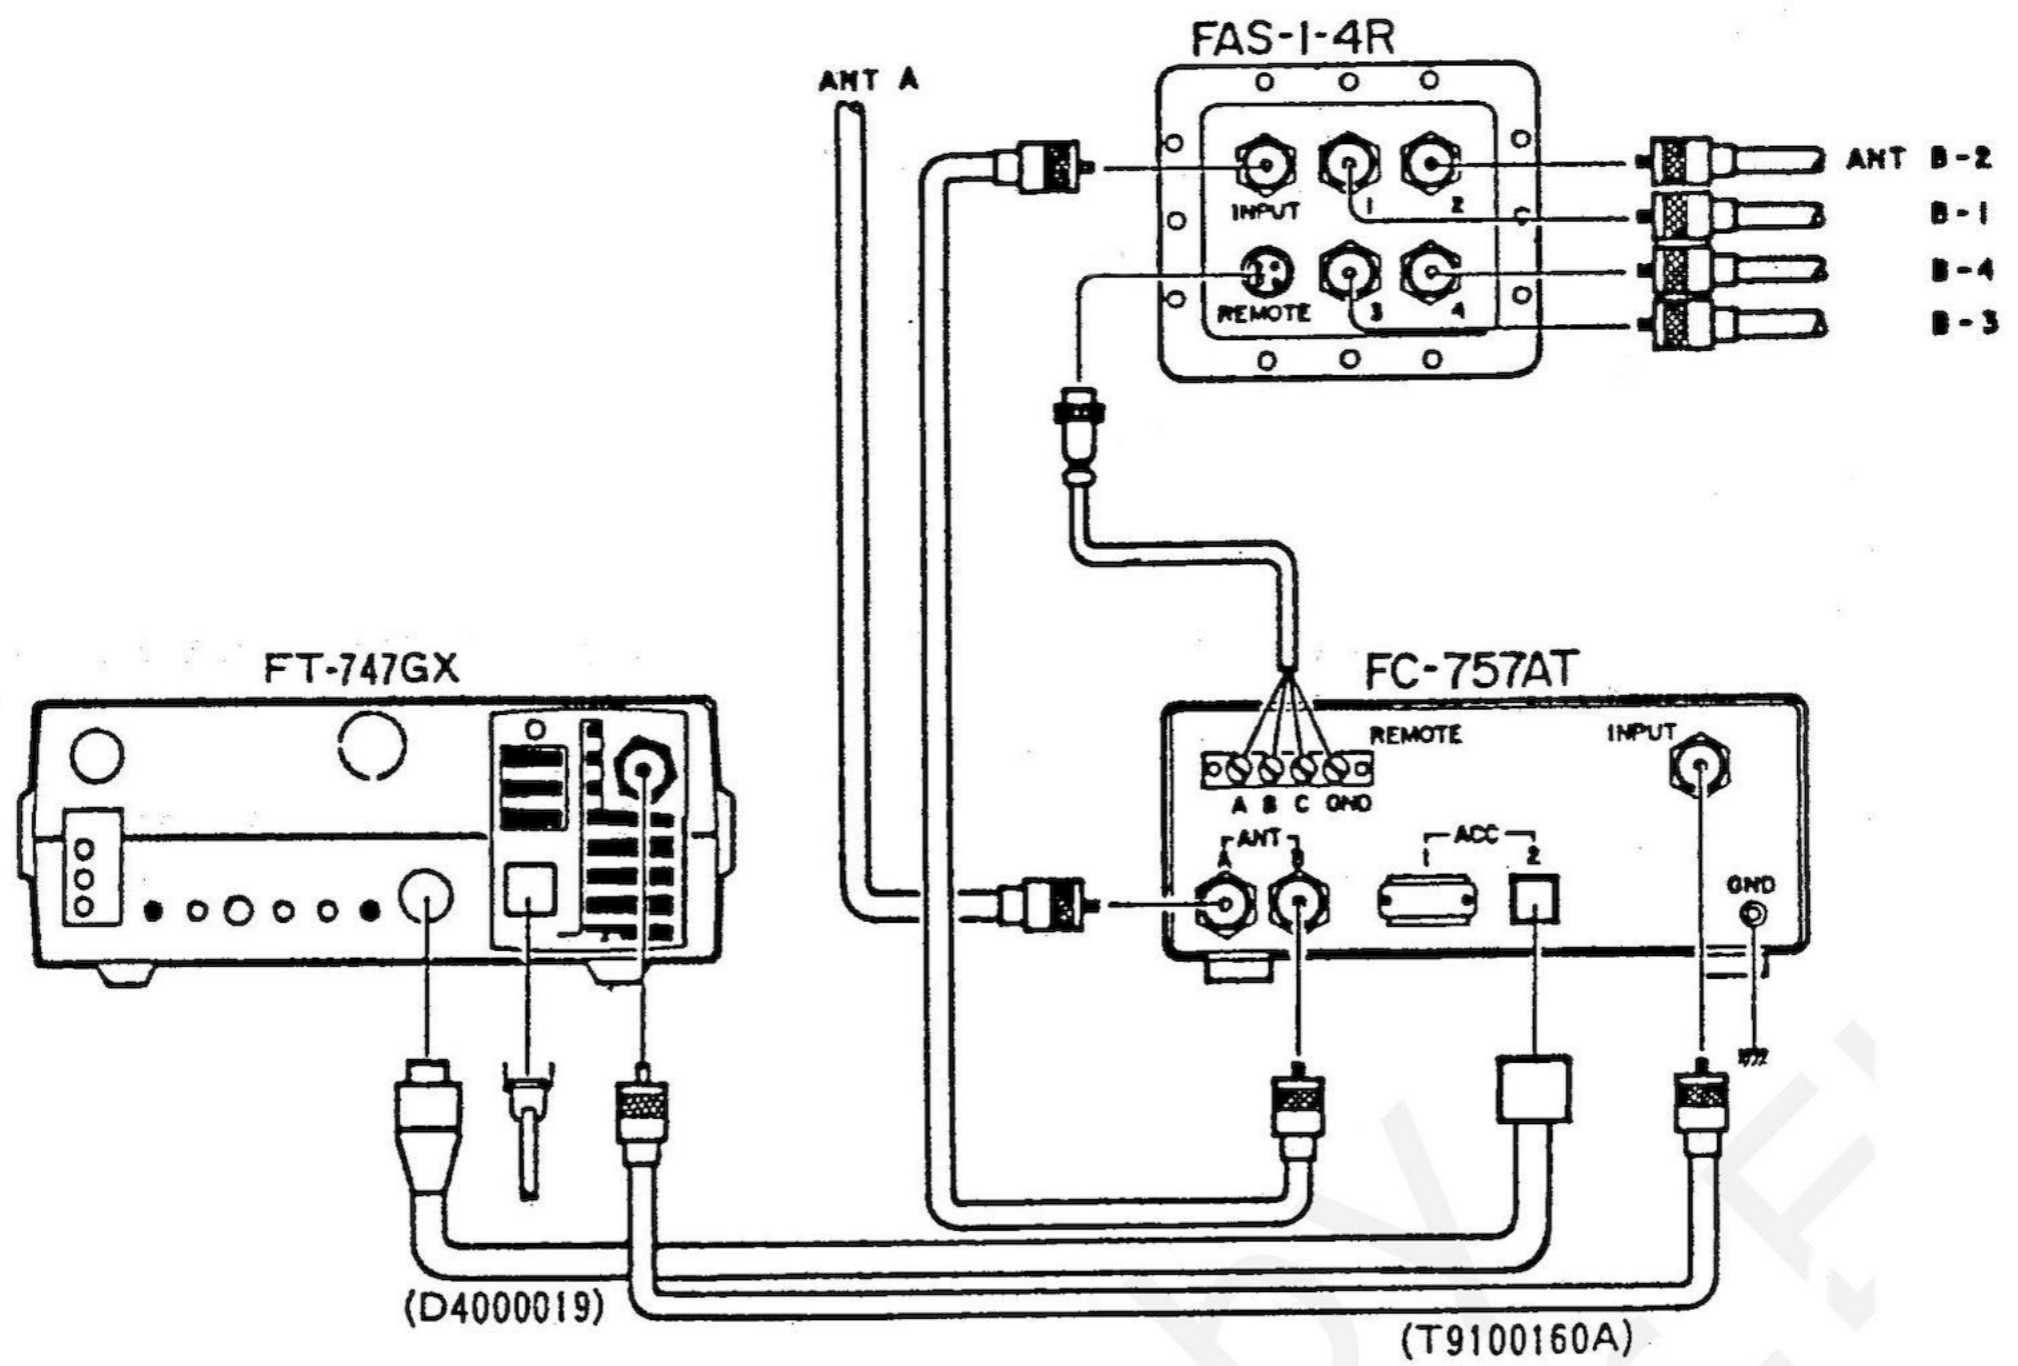 FAS-1-4R
ANT A
INPUT 1 2
REMOTE 3 4
ANT B-2
B-1
B-4
B-3
FT-747GX
FC-757AT
REMOTE
INPUT
A B C GND
ANT
A B
ACC
1 2
GND
(D4000019)
(T9100160A)